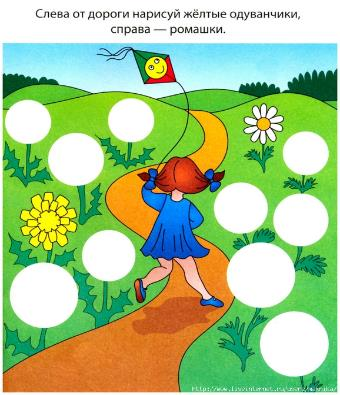 Слева от дороги нарисуй жёлтые одуванчики,
справа — ромашки.